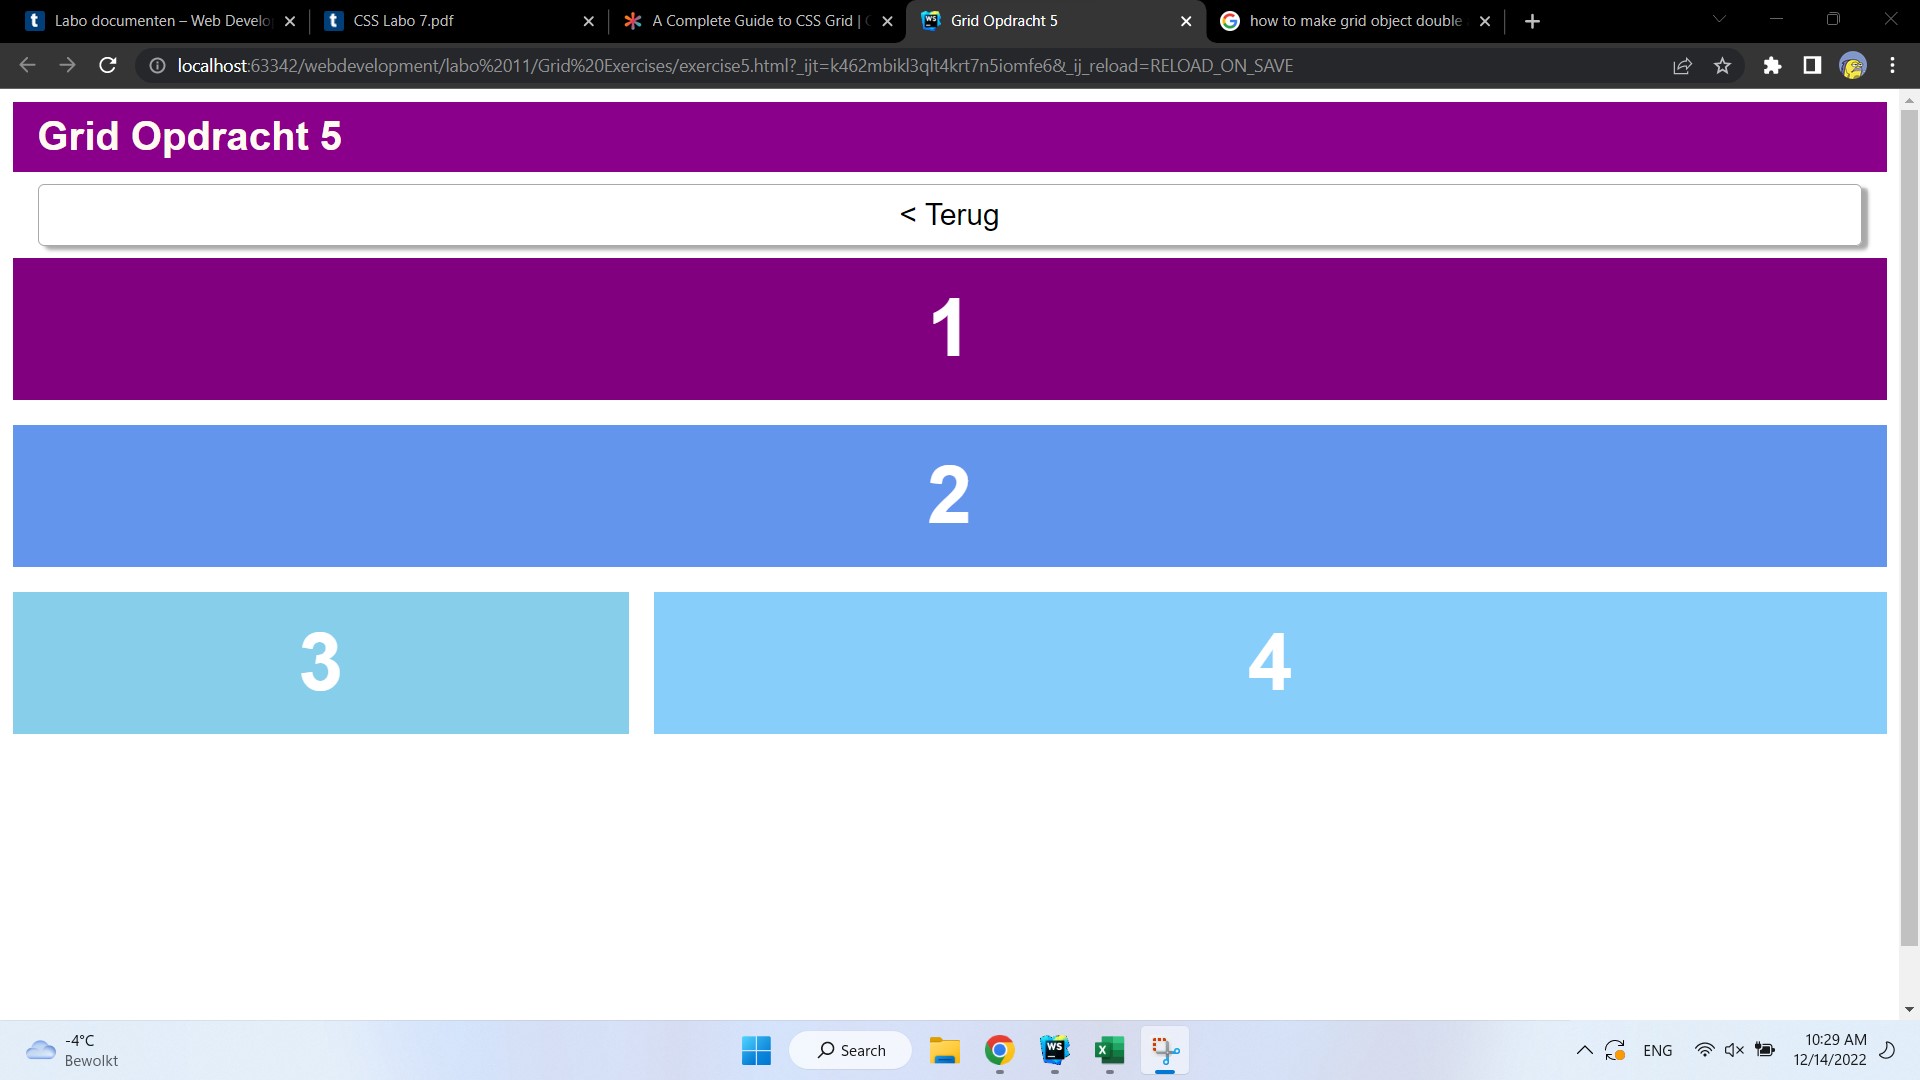 Labo documenten – Web Develo
CSS Labo 7.pdf
A Complete Guide to CSS Grid |
Grid Opdracht 5
how to make grid object double
localhost:63342/webdevelopment/labo%2011/Grid%20Exercises/exercise5.html?_ijt=k462mbikl3qlt4krt7n5iomfe6&_ij_reload=RELOAD_ON_SAVE
Grid Opdracht 5
< Terug
1
2
3
4
-4°C
Bewolkt
Search
ENG
10:29 AM
12/14/2022